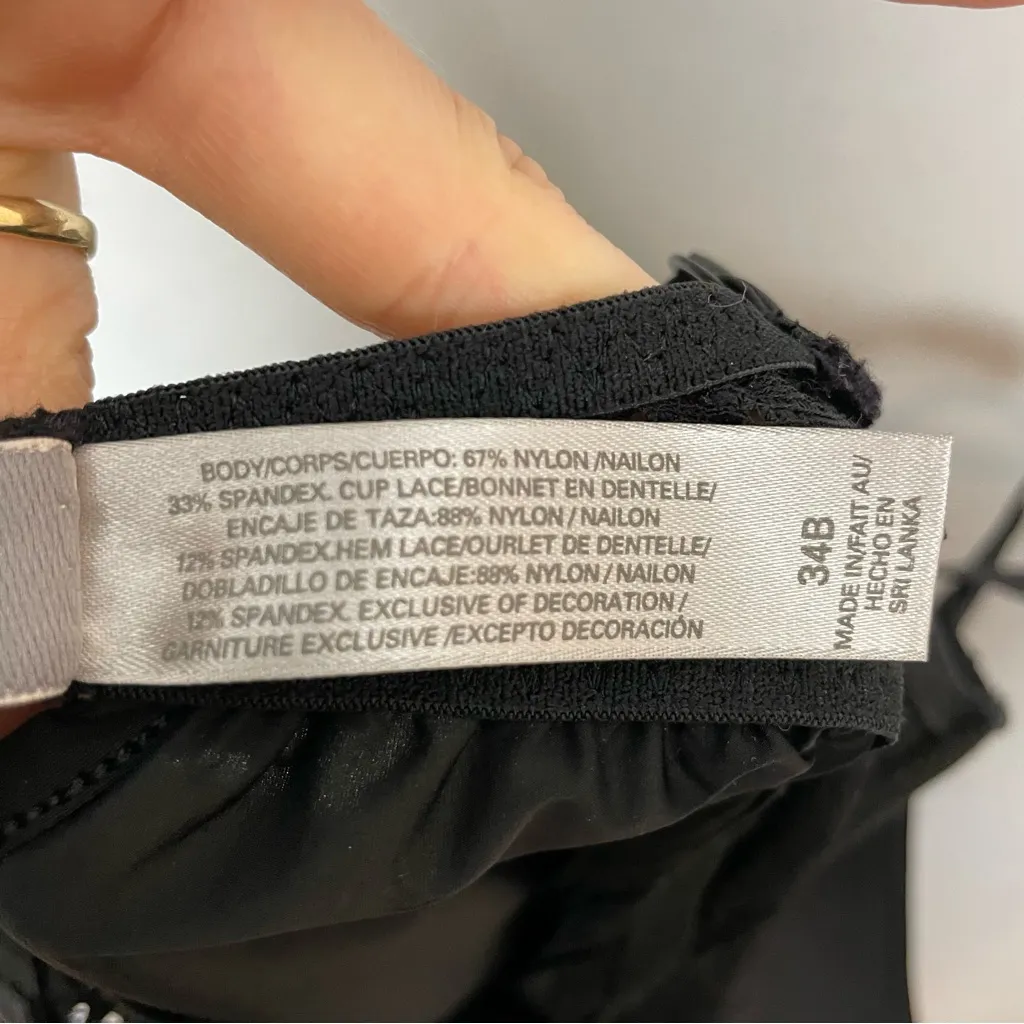 BODY/CORPS/CUERPO: 67% NYLON /NAILON
33% SPANDEX. CUP LACE/BONNET EN DENTELLE/
ENCAJE DE TAZA:88% NYLON / NAILON
12% SPANDEX.HEM LACE/OURLET DE DENTELLE/
DOBLADILLO DE ENCAJE:88% NYLON / NAILON
12% SPANDEX. EXCLUSIVE OF DECORATION /
GARNITURE EXCLUSIVE /EXCEPTO DECORACIÓN
34B
MADE IN/FAIT AU/
HECHO EN
SRI LANKA